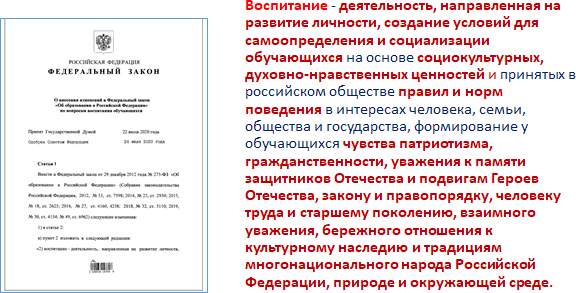 РОССИЙСКАЯ ФЕДЕРАЦИЯ
ФЕДЕРАЛЬНЫЙ ЗАКОН
О внесении изменений в Федеральный закон
«Об образовании в Российской Федерации»
по вопросам воспитания обучающихся
Принят Государственной Думой 22 июля 2020 года
Одобрен Советом Федерации 24 июля 2020 года
Статья 1
Внести в Федеральный закон от 29 декабря 2012 года № 273-ФЗ «Об
образовании в Российской Федерации» (Собрание законодательства
Российской Федерации, 2012, № 53, ст. 7598; 2014, № 23, ст. 2930; 2015,
№ 18, ст. 2625; 2016, № 27, ст. 4160, 4238; 2018, № 32, ст. 5110; 2019,
№ 30, ст. 4134; № 49, ст. 6962) следующие изменения:
1) в статье 2:
а) пункт 2 изложить в следующей редакции:
«2) воспитание - деятельность, направленная на развитие личности,
Воспитание - деятельность, направленная на
развитие личности, создание условий для
самоопределения и социализации
обучающихся на основе социокультурных,
духовно-нравственных ценностей и принятых в
российском обществе правил и норм
поведения в интересах человека, семьи,
общества и государства, формирование у
обучающихся чувства патриотизма,
гражданственности, уважения к памяти
защитников Отечества и подвигам Героев
Отечества, закону и правопорядку, человеку
труда и старшему поколению, взаимного
уважения, бережного отношения к
культурному наследию и традициям
многонационального народа Российской
Федерации, природе и окружающей среде.